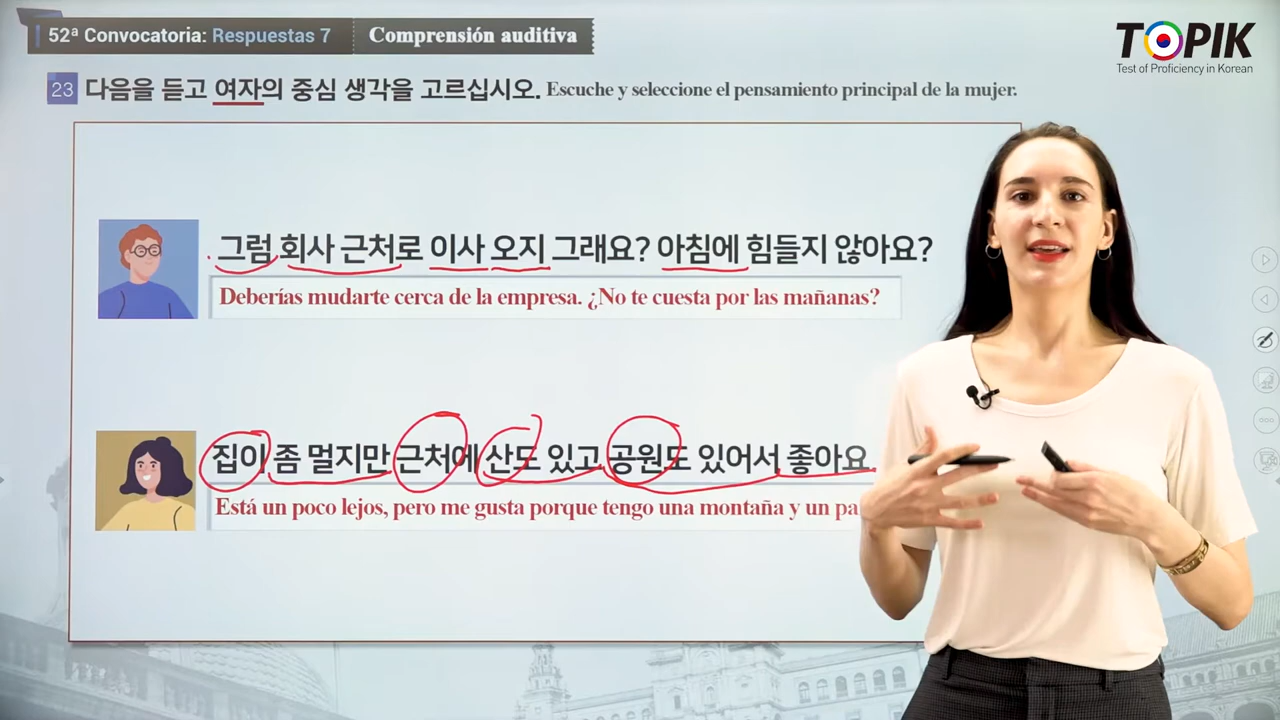 52ª Convocatoria: Respuestas 7 Comprensión auditiva
TOPIK
Test of Proficiency in Korean
23 다음을 듣고 여자의 중심 생각을 고르십시오. Escuche y seleccione el pensamiento principal de la mujer.
그럼 회사 근처로 이사 오지 그래요? 아침에 힘들지 않아요?
Deberías mudarte cerca de la empresa. ¿No te cuesta por las mañanas?
집이 좀 멀지만 근처에 산도 있고 공원도 있어서 좋아요
Está un poco lejos, pero me gusta porque tengo una montaña y un pa